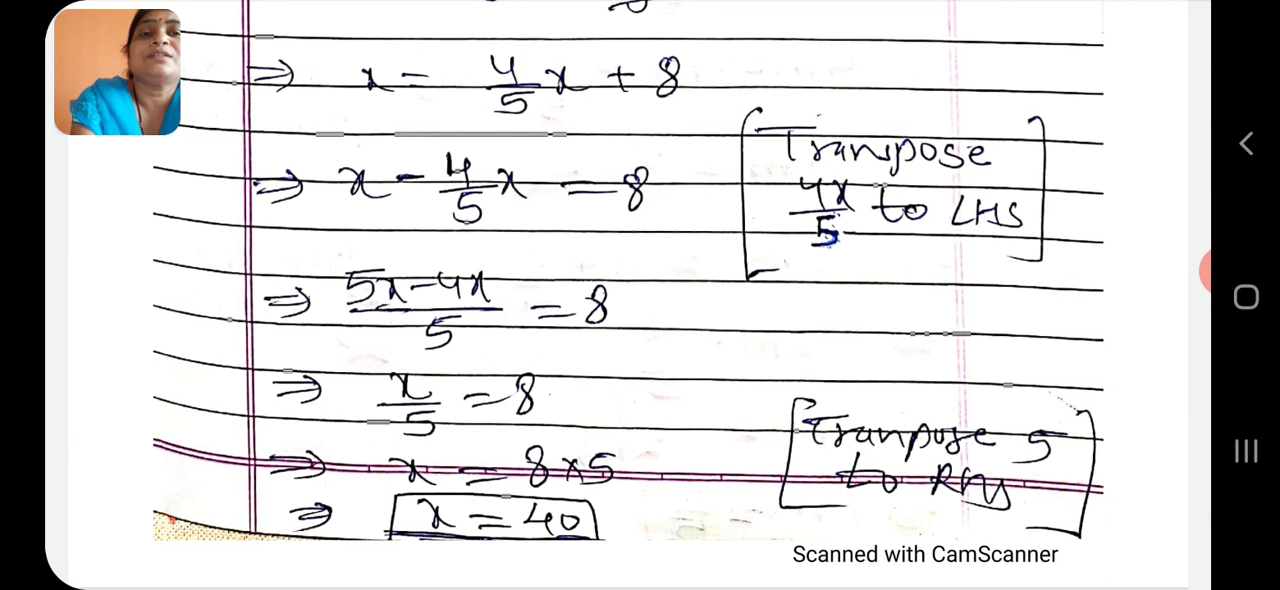 ⇒ x = 4/5 x + 8
⇒ x - 4/5 x = 8
[Transpose
4x/5 to LHS]
⇒ 5x-4x/5 = 8
⇒ x/5 = 8
[Tranpose 5
to RHS]
⇒ x = 8×5
⇒ x = 40
Scanned with CamScanner